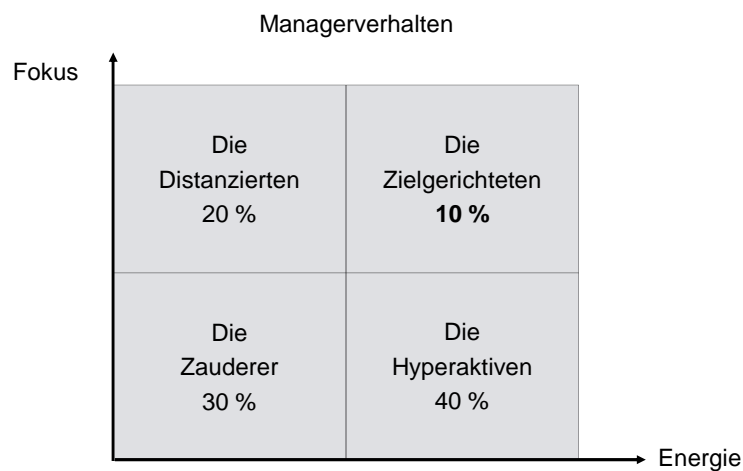 Managerverhalten
Fokus
Die
Distanzierten
20 %
Die
Zielgerichteten
10 %
Die
Zauderer
30 %
Die
Hyperaktiven
40 %
Energie